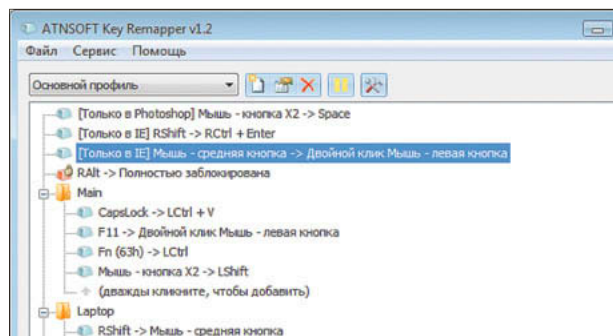 ATNSOFT Key Remapper v1.2
Файл Сервис Помощь
Основной профиль
[Только в Photoshop] Мышь - кнопка X2 -> Space
[Только в IE] RShift -> RCtrl + Enter
[Только в IE] Мышь - средняя кнопка -> Двойной клик Мышь - левая кнопка
RAlt -> Полностью заблокирована
Main
CapsLock -> LCtrl + V
F11 -> Двойной клик Мышь - левая кнопка
Fn (63h) -> LCtrl
Мышь - кнопка X2 -> LShift
(дважды кликните, чтобы добавить)
Laptop
RShift -> Мышь - средняя кнопка